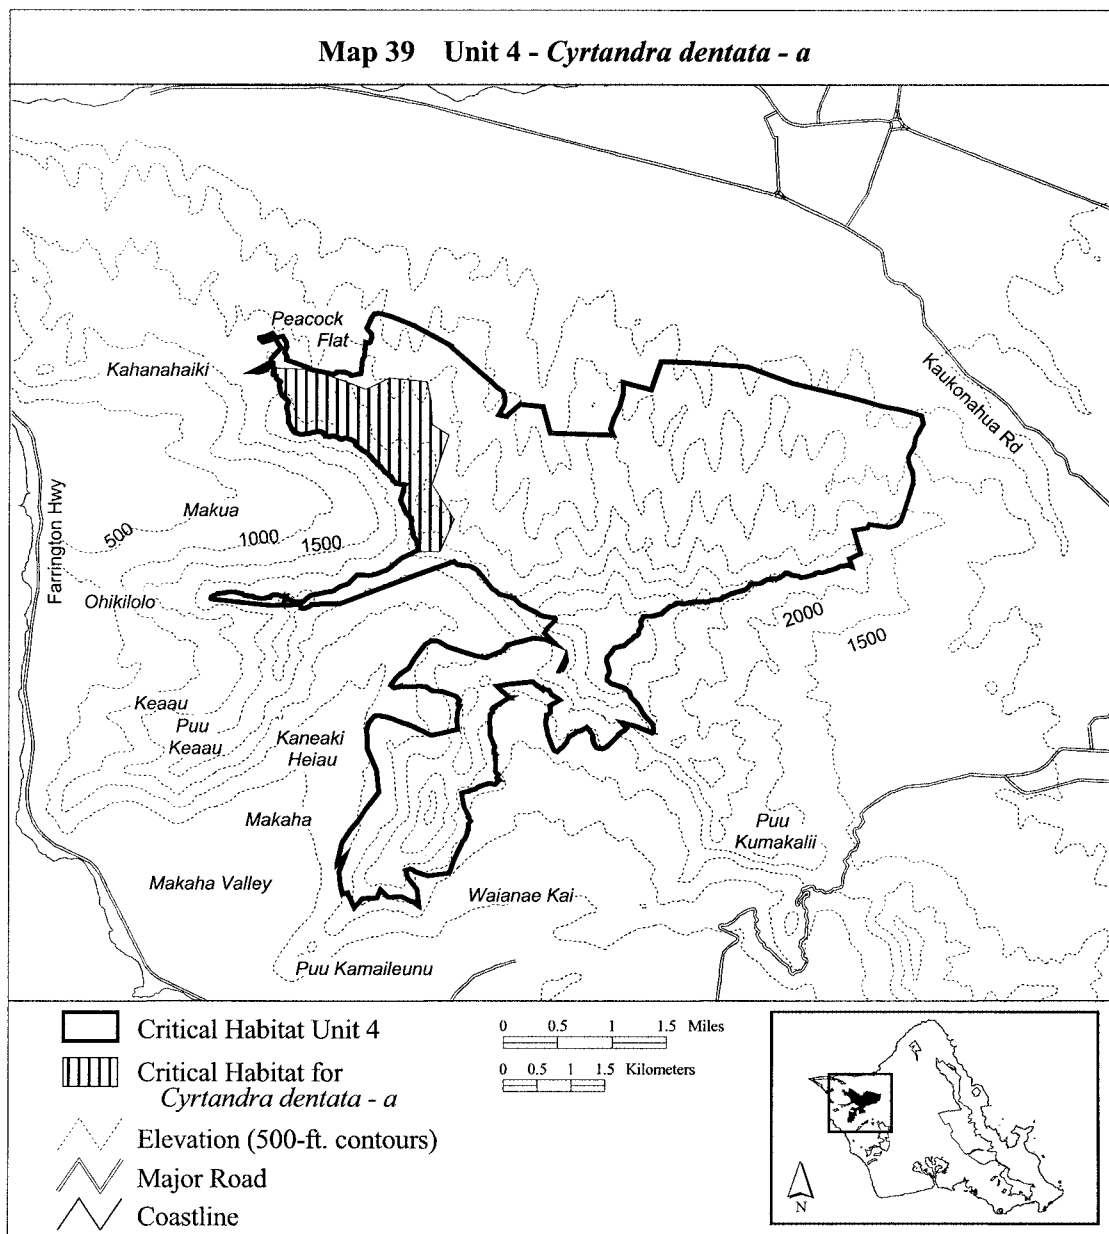 Map 39 Unit 4 - Cyrtandra dentata - a
Peacock
Flat
Kahanahaiki
Kaukonahua Rd
Farrington Hwy
Makua
500
1000
1500
Ohikilolo
2000
1500
Keaau
Puu
Keaau
Kaneaki
Heiau
Makaha
Puu
Kumakalii
Makaha Valley
Waianae Kai
Puu Kamaileunu
Critical Habitat Unit 4
Critical Habitat for
Cyrtandra dentata - a
Elevation (500-ft. contours)
Major Road
Coastline
0 0.5 1 1.5 Miles
0 0.5 1 1.5 Kilometers
N